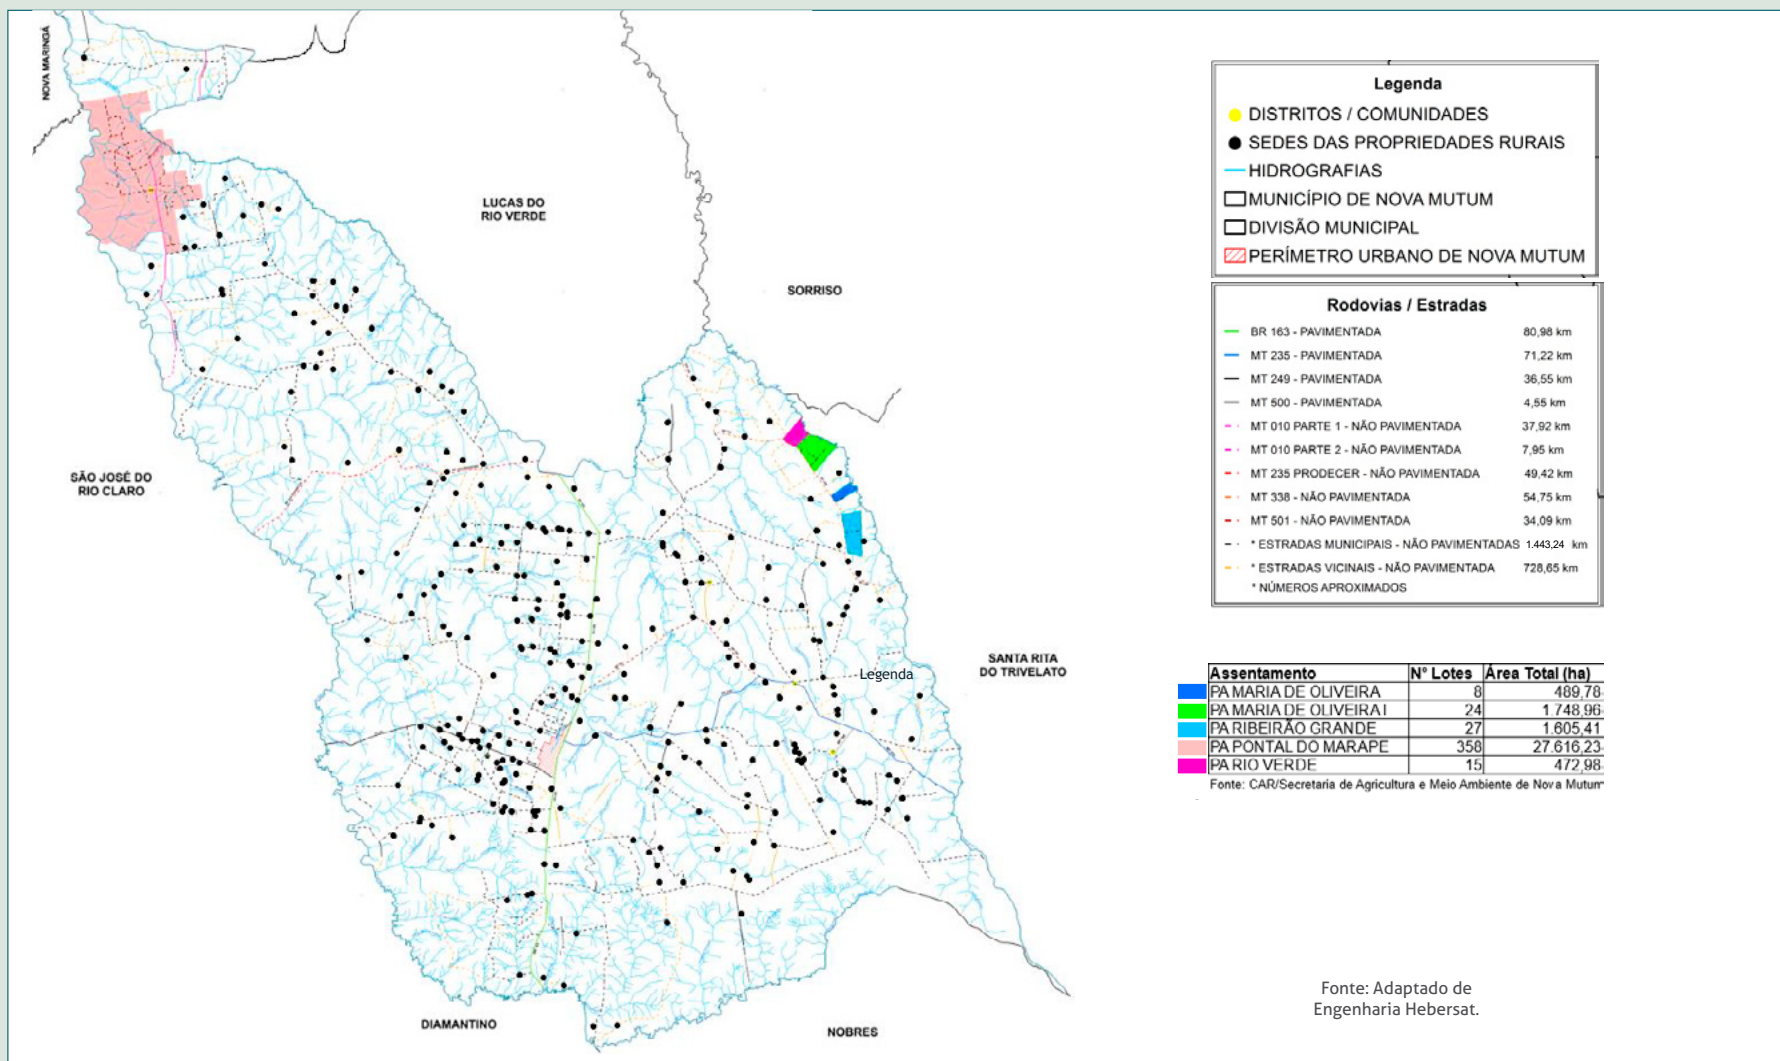 NOVA MARINGÁ
LUCAS DO
RIO VERDE
SORRISO
SÃO JOSÉ DO
RIO CLARO
SANTA RITA
DO TRIVELATO
Legenda
DIAMANTINO
NOBRES
Legenda
DISTRITOS / COMUNIDADES
SEDES DAS PROPRIEDADES RURAIS
HIDROGRAFIAS
MUNICÍPIO DE NOVA MUTUM
DIVISÃO MUNICIPAL
PERÍMETRO URBANO DE NOVA MUTUM
Rodovias / Estradas
BR 163 - PAVIMENTADA 80,98 km
MT 235 - PAVIMENTADA 71,22 km
MT 249 - PAVIMENTADA 36,55 km
MT 500 - PAVIMENTADA 4,55 km
MT 010 PARTE 1 - NÃO PAVIMENTADA 37,92 km
MT 010 PARTE 2 - NÃO PAVIMENTADA 7,95 km
MT 235 PRODECER - NÃO PAVIMENTADA 49,42 km
MT 338 - NÃO PAVIMENTADA 54,75 km
MT 501 - NÃO PAVIMENTADA 34,09 km
* ESTRADAS MUNICIPAIS - NÃO PAVIMENTADAS 1.443,24 km
* ESTRADAS VICINAIS - NÃO PAVIMENTADA 728,65 km
* NÚMEROS APROXIMADOS
Assentamento N° Lotes Área Total (ha)
PA MARIA DE OLIVEIRA 8 489,78
PA MARIA DE OLIVEIRA I 24 1.748,96
PA RIBEIRÃO GRANDE 27 1.605,41
PA PONTAL DO MARAPE 358 27.616,23
PA RIO VERDE 15 472,98
Fonte: CAR/Secretaria de Agricultura e Meio Ambiente de Nova Mutum
Fonte: Adaptado de
Engenharia Hebersat.